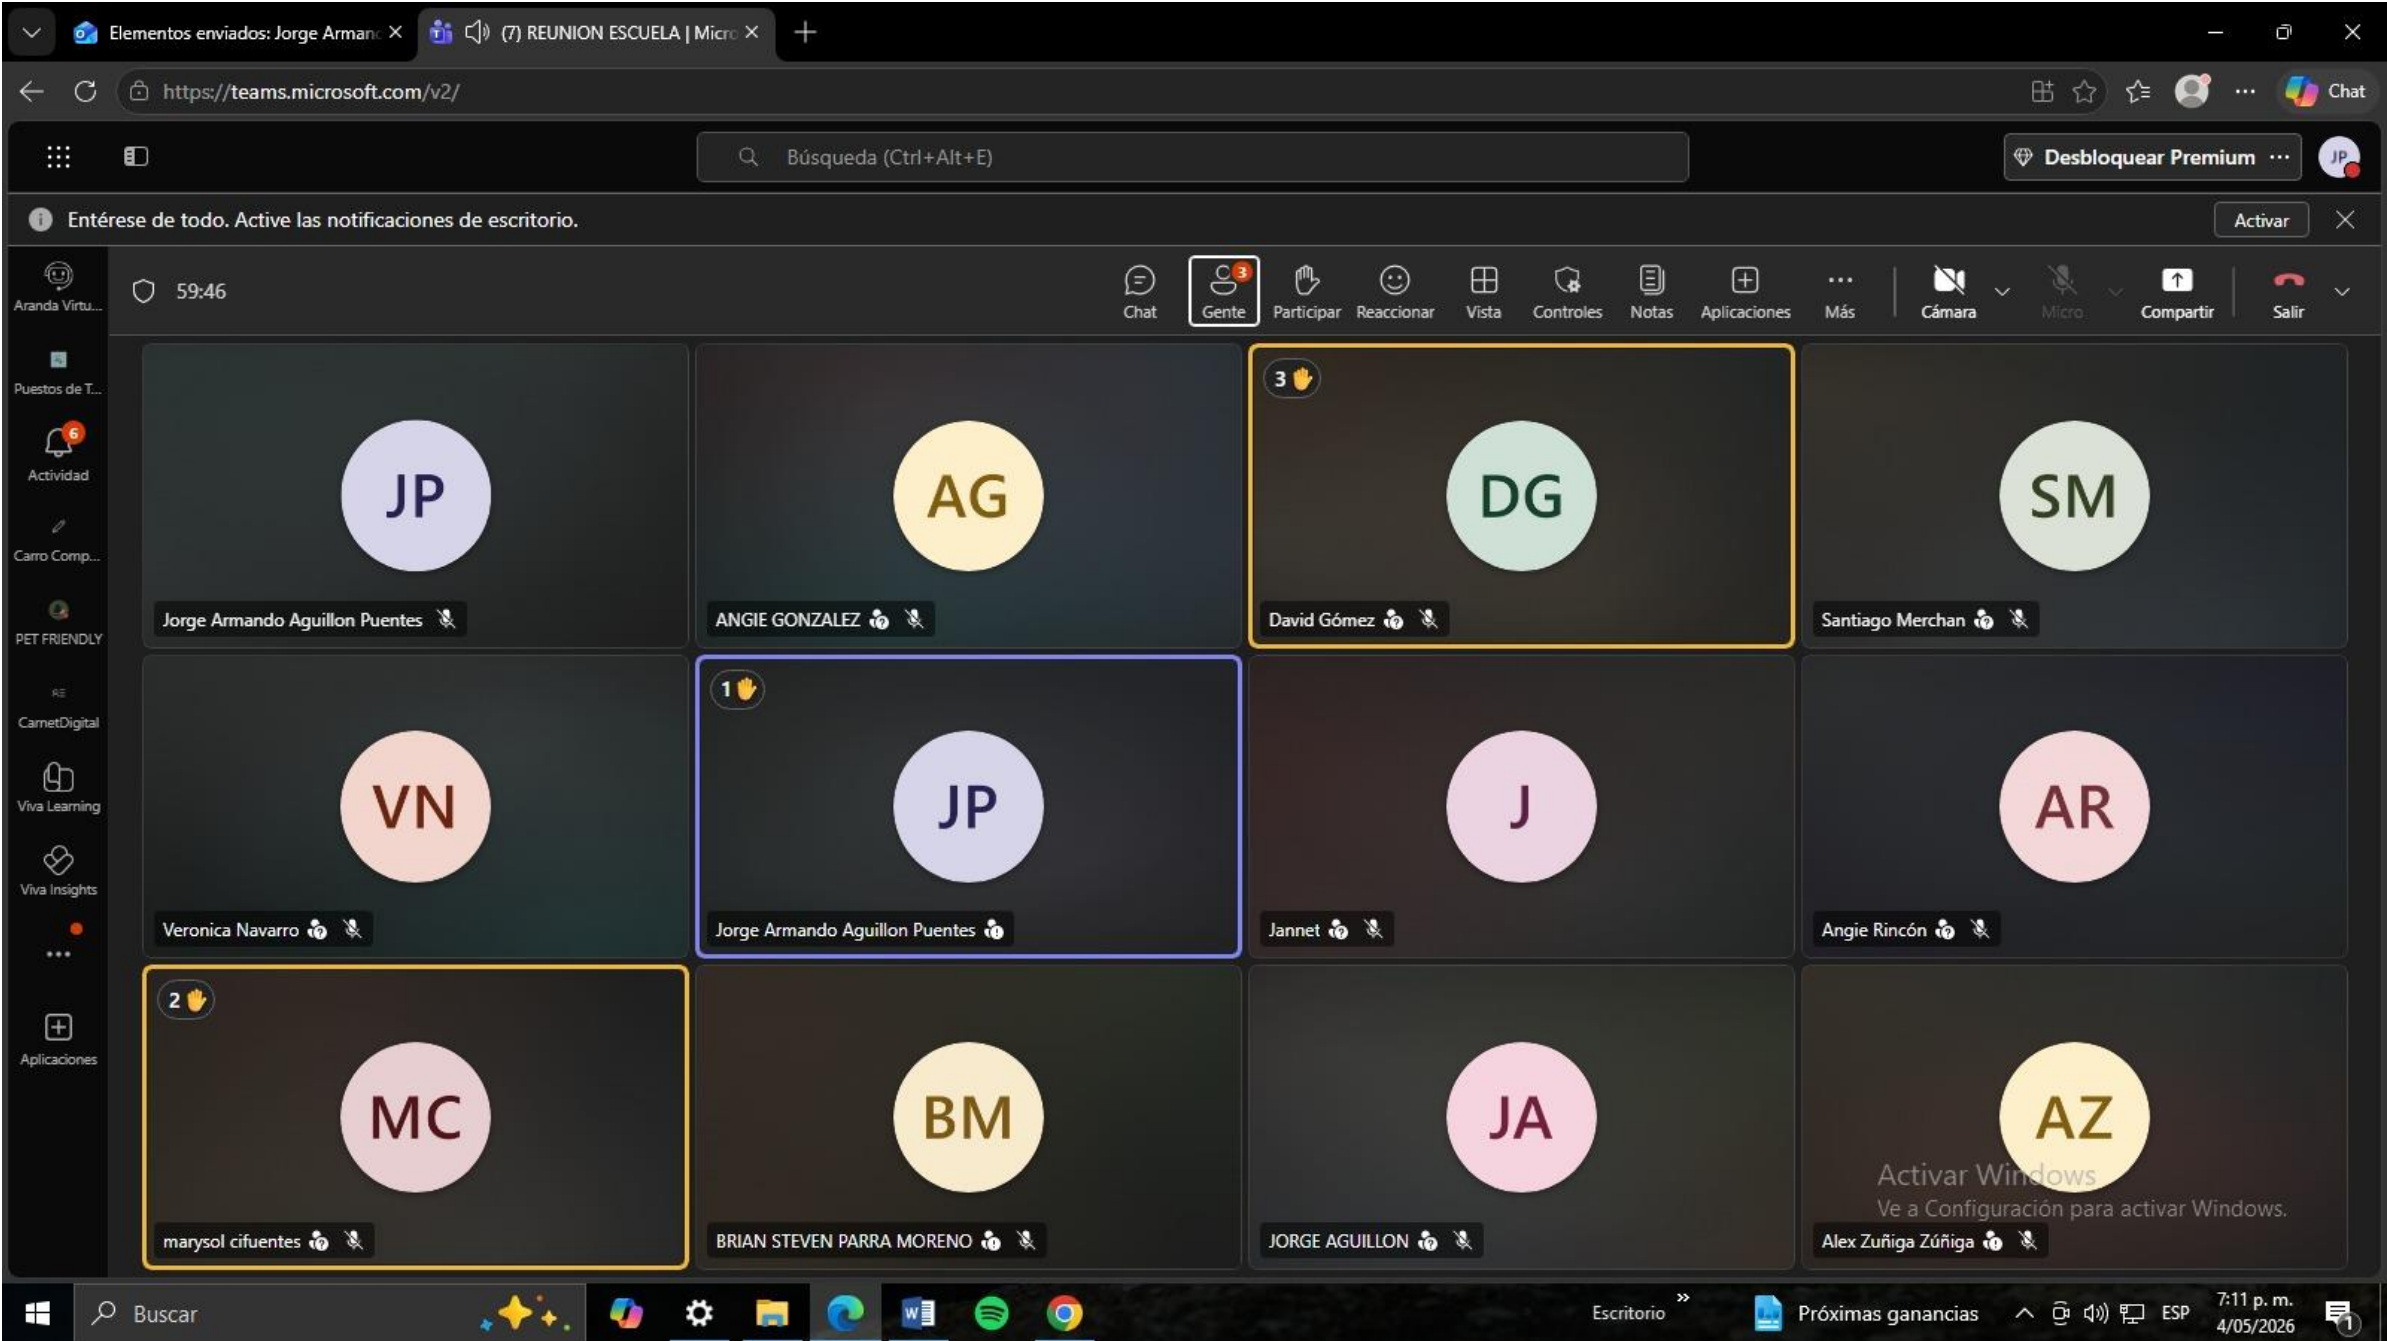 Elementos enviados: Jorge Arman
(7) REUNION ESCUELA | Micr
https://teams.microsoft.com/v2/
Chat
Búsqueda (Ctrl+Alt+E)
Desbloquear Premium ···
JP
Entérese de todo. Active las notificaciones de escritorio.
Activar
59:46
3
Chat
Gente
Participar
Reaccionar
Vista
Controles
Notas
Aplicaciones
Más
Cámara
Micro
Compartir
Salir
Aranda Virtu...
Puestos de T...
6
Actividad
Carro Comp...
PET FRIENDLY
CarnetDigital
Viva Learning
Viva Insights
Aplicaciones
JP
Jorge Armando Aguillon Puentes
AG
ANGIE GONZALEZ
3
DG
David Gómez
SM
Santiago Merchan
VN
Veronica Navarro
1
JP
Jorge Armando Aguillon Puentes
J
Jannet
AR
Angie Rincón
2
MC
marysol cifuentes
BM
BRIAN STEVEN PARRA MORENO
JA
JORGE AGUILLON
AZ
Alex Zuñiga Zúñiga
Activar Windows
Ve a Configuración para activar Windows.
Buscar
Escritorio
»
Próximas ganancias
ESP
7:11 p. m.
4/05/2026
1